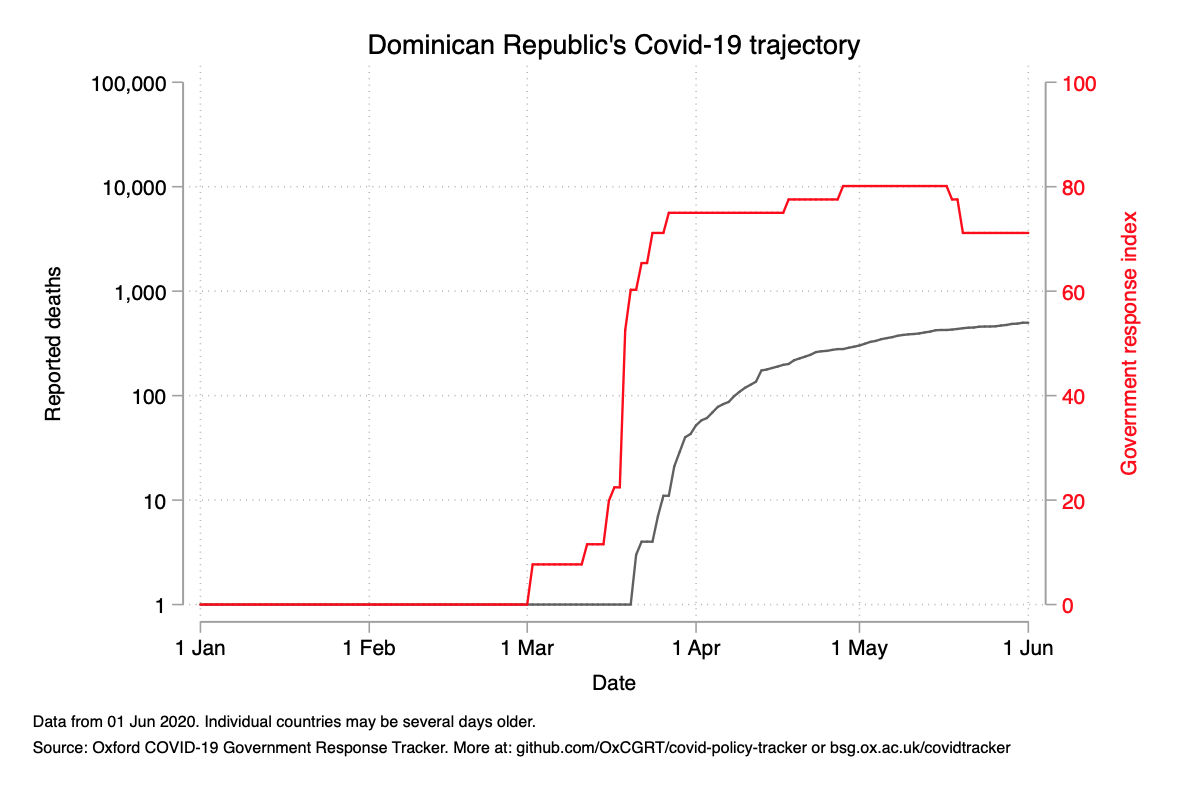 Dominican Republic's Covid-19 trajectory
100,000
10,000
1,000
100
10
1
Reported deaths
100
80
60
40
20
0
Government response index
1 Jan
1 Feb
1 Mar
1 Apr
1 May
1 Jun
Date
Data from 01 Jun 2020. Individual countries may be several days older.
Source: Oxford COVID-19 Government Response Tracker. More at: github.com/OxCGRT/covid-policy-tracker or bsg.ox.ac.uk/covidtracker